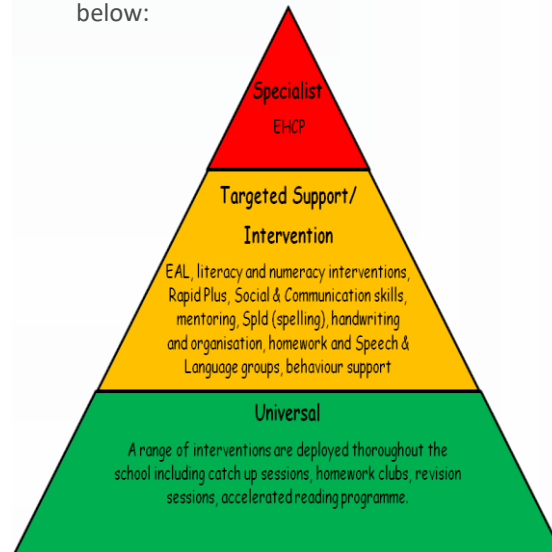 below:
Specialist
EHCP
Targeted Support/
Intervention
EAL, literacy and numeracy interventions,
Rapid Plus, Social & Communication skills,
mentoring, Spld (spelling), handwriting
and organisation, homework and Speech &
Language groups, behaviour support
Universal
A range of interventions are deployed thoroughout the
school including catch up sessions, homework clubs, revision
sessions, accelerated reading programme.